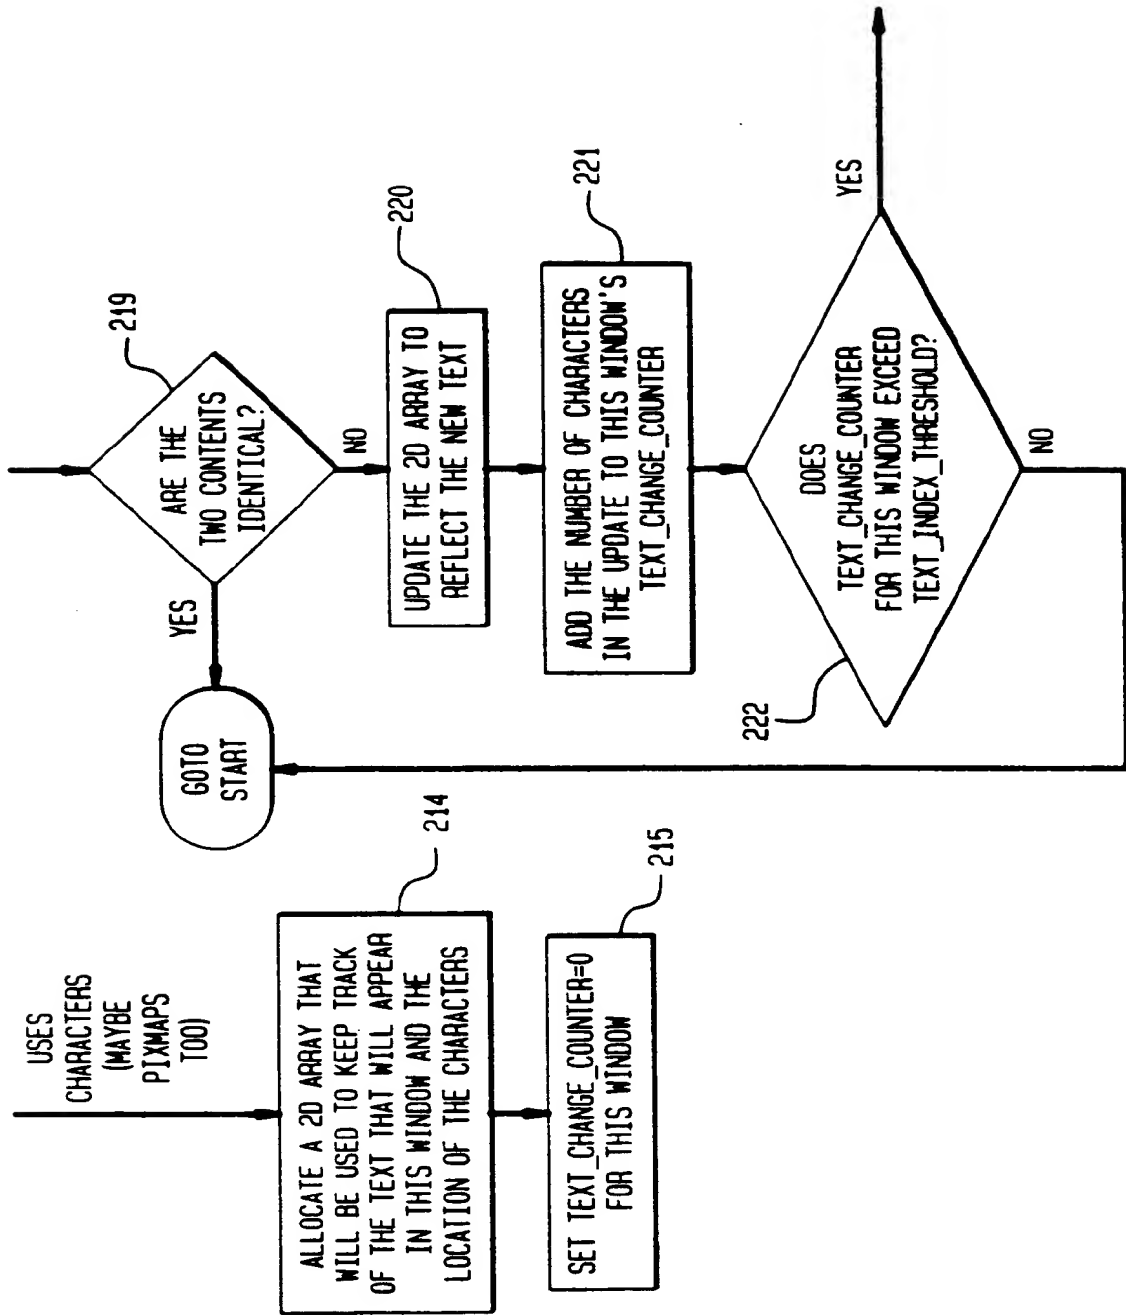 USES
CHARACTERS
(MAYBE
PIXMAPS
TOO)
ALLOCATE A 2D ARRAY THAT
WILL BE USED TO KEEP TRACK
OF THE TEXT THAT WILL APPEAR
IN THIS WINDOW AND THE
LOCATION OF THE CHARACTERS
214
SET TEXT_CHANGE_COUNTER=0
FOR THIS WINDOW
215
ARE THE
TWO CONTENTS
IDENTICAL?
219
YES
GOTO
START
NO
UPDATE THE 2D ARRAY TO
REFLECT THE NEW TEXT
220
ADD THE NUMBER OF CHARACTERS
IN THE UPDATE TO THIS WINDOW'S
TEXT_CHANGE_COUNTER
221
DOES
TEXT_CHANGE_COUNTER
FOR THIS WINDOW EXCEED
TEXT_INDEX_THRESHOLD?
222
YES
NO